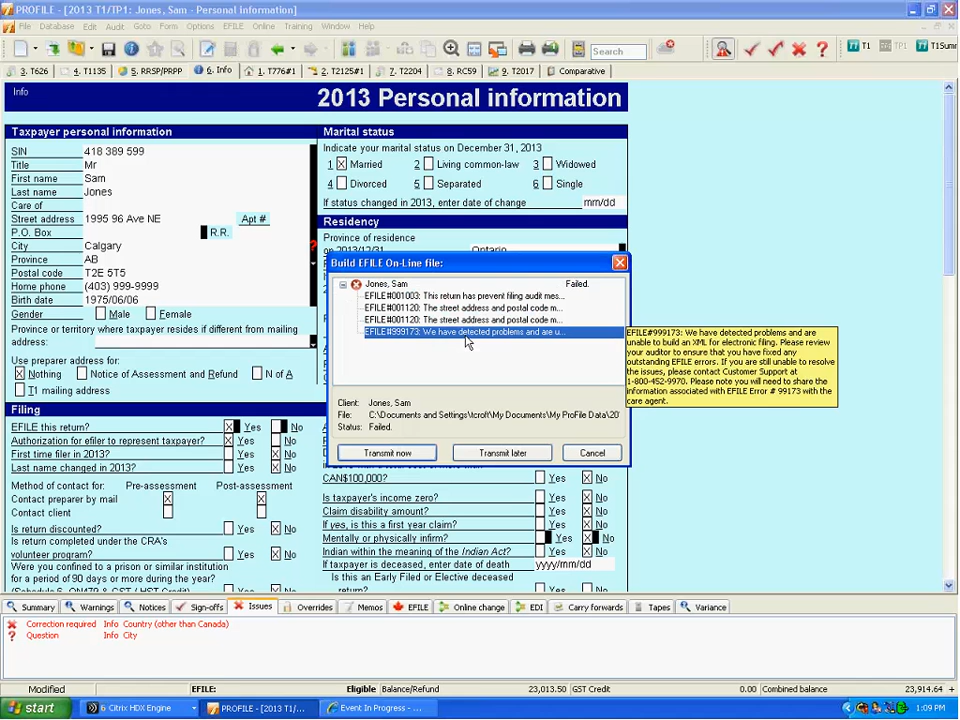 PROFILE - [2013 T1/TP1: Jones, Sam - Personal information]
File Database Edit Audit Goto Form Options EFILE Online Training Window Help
Search T1 TP1 T1Summ
3. T626 4. T1135 5. RRSP/PRPP 6. Info 1. T776#1 2. T2125#1 7. T2204 8. RC59 9. T2017 Comparative
Info 2013 Personal information
Taxpayer personal information
SIN 418 389 599
Title Mr
First name Sam
Last name Jones
Care of
Street address 1995 96 Ave NE Apt #
P.O. Box R.R.
City Calgary
Province AB
Postal code T2E 5T5
Home phone (403) 999-9999
Birth date 1975/06/06
Gender Male Female
Province or territory where taxpayer resides if different from mailing
address:
Use preparer address for:
X Nothing Notice of Assessment and Refund N of A
T1 mailing address
Filing
EFILE this return? X Yes No
Authorization for efiler to represent taxpayer? X Yes No
First time filer in 2013? Yes X No
Last name changed in 2013? Yes X No
Method of contact for: Pre-assessment Post-assessment
Contact preparer by mail X X
Contact client
Is return discounted? Yes X No
Is return completed under the CRA's
volunteer program? Yes X No
Were you confined to a prison or similar institution
for a period of 90 days or more during the year?
(Schedule 6, ON479 & GST / HST Credit) Yes No
Marital status
Indicate your marital status on December 31, 2013
1 X Married 2 Living common-law 3 Widowed
4 Divorced 5 Separated 6 Single
If status changed in 2013, enter date of change mm/dd
Residency
Province of residence
on 2013/12/31 Ontario
Build EFILE On-Line file:
Jones, Sam Failed.
EFILE#001003: This return has prevent filing audit mes...
EFILE#001120: The street address and postal code m...
EFILE#001120: The street address and postal code m...
EFILE#999173: We have detected problems and are u...
Client: Jones, Sam
File: C:\Documents and Settings\tcroft\My Documents\My ProFile Data\20
Status: Failed.
Transmit now Transmit later Cancel
EFILE#999173: We have detected problems and are
unable to build an XML for electronic filing. Please review
your auditor to ensure that you have fixed any
outstanding EFILE errors. If you are still unable to resolve
the issues, please contact Customer Support at
1-800-452-9970. Please note you will need to share the
information associated with EFILE Error # 99173 with the
care agent.
CAN$100,000? Yes X No
Is taxpayer's income zero? Yes X No
Claim disability amount? Yes X No
If yes, is this a first year claim? Yes X No
Mentally or physically infirm? Yes X No
Indian within the meaning of the Indian Act? Yes X No
If taxpayer is deceased, enter date of death yyyy/mm/dd
Is this an Early Filed or Elective deceased
return? Yes No
Summary Warnings Notices Sign-offs Issues Overrides Memos EFILE Online change EDI Carry forwards Tapes Variance
Correction required Info Country (other than Canada)
Question Info City
Modified EFILE: Eligible Balance/Refund 23,013.50 GST Credit 0.00 Combined balance 23,914.64
start 6 Citrix HDX Engine PROFILE - [2013 T1/... Event In Progress - ... 1:09 PM